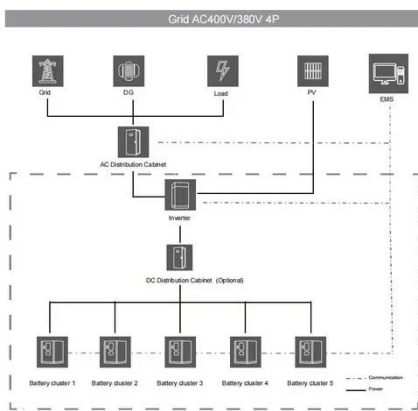 Grid AC400V/380V 4P
Grid
DG
Load
PV
EMS
AC Distribution Cabinet
Inverter
DC Distribution Cabinet (Optional)
Battery cluster 1
Battery cluster 2
Battery cluster 3
Battery cluster 4
Battery cluster 5
Communication
Power